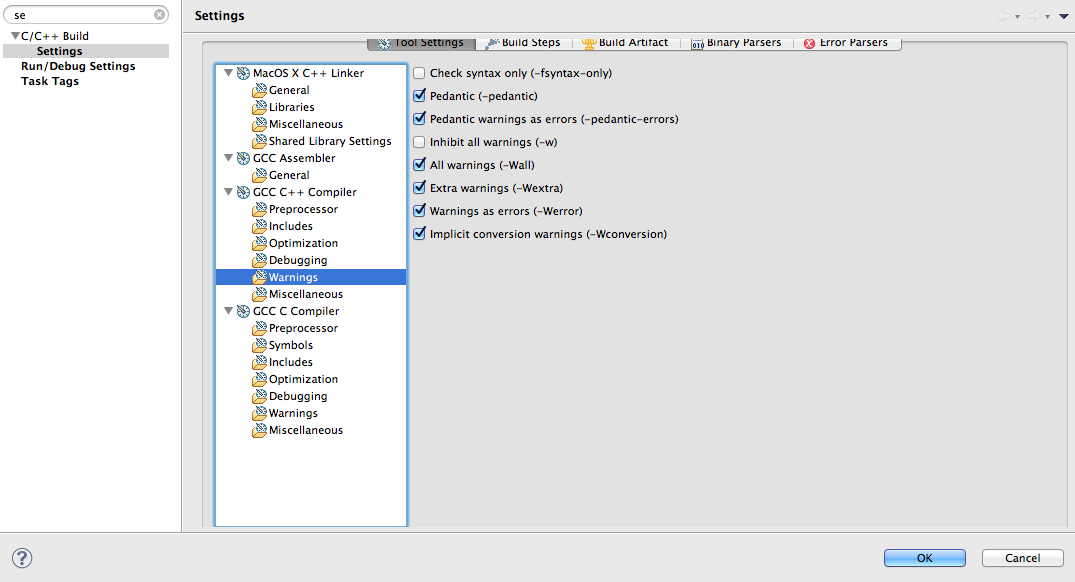 se
Settings
C/C++ Build
Settings
Run/Debug Settings
Task Tags
Tool Settings Build Steps Build Artifact Binary Parsers Error Parsers
MacOS X C++ Linker
General
Libraries
Miscellaneous
Shared Library Settings
GCC Assembler
General
GCC C++ Compiler
Preprocessor
Includes
Optimization
Debugging
Warnings
Miscellaneous
GCC C Compiler
Preprocessor
Symbols
Includes
Optimization
Debugging
Warnings
Miscellaneous
Check syntax only (-fsyntax-only)
Pedantic (-pedantic)
Pedantic warnings as errors (-pedantic-errors)
Inhibit all warnings (-w)
All warnings (-Wall)
Extra warnings (-Wextra)
Warnings as errors (-Werror)
Implicit conversion warnings (-Wconversion)
?
OK Cancel